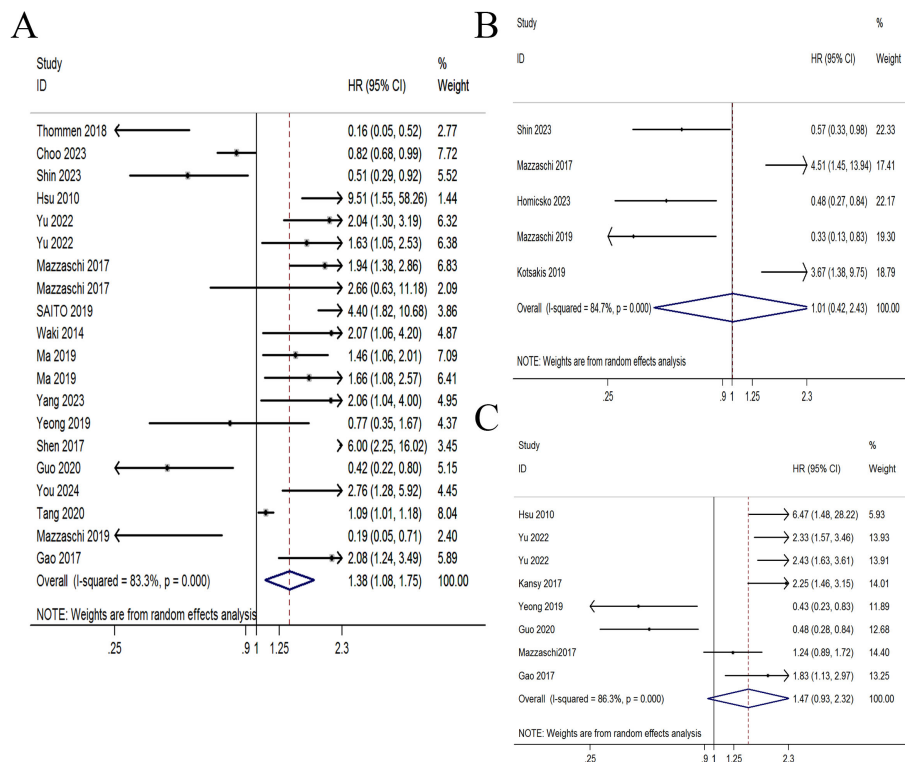 A
Study %
ID HR (95% CI) Weight
Thommen 2018 0.16 (0.05, 0.52) 2.77
Choo 2023 0.82 (0.68, 0.99) 7.72
Shin 2023 0.51 (0.29, 0.92) 5.52
Hsu 2010 9.51 (1.55, 58.26) 1.44
Yu 2022 2.04 (1.30, 3.19) 6.32
Yu 2022 1.63 (1.05, 2.53) 6.38
Mazzaschi 2017 1.94 (1.38, 2.86) 6.83
Mazzaschi 2017 2.66 (0.63, 11.18) 2.09
SAITO 2019 4.40 (1.82, 10.68) 3.86
Waki 2014 2.07 (1.06, 4.20) 4.87
Ma 2019 1.46 (1.06, 2.01) 7.09
Ma 2019 1.66 (1.08, 2.57) 6.41
Yang 2023 2.06 (1.04, 4.00) 4.95
Yeong 2019 0.77 (0.35, 1.67) 4.37
Shen 2017 6.00 (2.25, 16.02) 3.45
Guo 2020 0.42 (0.22, 0.80) 5.15
You 2024 2.76 (1.28, 5.92) 4.45
Tang 2020 1.09 (1.01, 1.18) 8.04
Mazzaschi 2019 0.19 (0.05, 0.71) 2.40
Gao 2017 2.08 (1.24, 3.49) 5.89
Overall (I-squared = 83.3%, p = 0.000) 1.38 (1.08, 1.75) 100.00
NOTE: Weights are from random effects analysis
.25 .9 1 1.25 2.3
B
Study %
ID HR (95% CI) Weight
Shin 2023 0.57 (0.33, 0.98) 22.33
Mazzaschi 2017 4.51 (1.45, 13.94) 17.41
Homicsko 2023 0.48 (0.27, 0.84) 22.17
Mazzaschi 2019 0.33 (0.13, 0.83) 19.30
Kotsakis 2019 3.67 (1.38, 9.75) 18.79
Overall (I-squared = 84.7%, p = 0.000) 1.01 (0.42, 2.43) 100.00
NOTE: Weights are from random effects analysis
.25 .9 1 1.25 2.3
C
Study %
ID HR (95% CI) Weight
Hsu 2010 6.47 (1.48, 28.22) 5.93
Yu 2022 2.33 (1.57, 3.46) 13.93
Yu 2022 2.43 (1.63, 3.61) 13.91
Kansy 2017 2.25 (1.46, 3.15) 14.01
Yeong 2019 0.43 (0.23, 0.83) 11.89
Guo 2020 0.48 (0.28, 0.84) 12.68
Mazzaschi2017 1.24 (0.89, 1.72) 14.40
Gao 2017 1.83 (1.13, 2.97) 13.25
Overall (I-squared = 86.3%, p = 0.000) 1.47 (0.93, 2.32) 100.00
NOTE: Weights are from random effects analysis
.25 .9 1 1.25 2.3